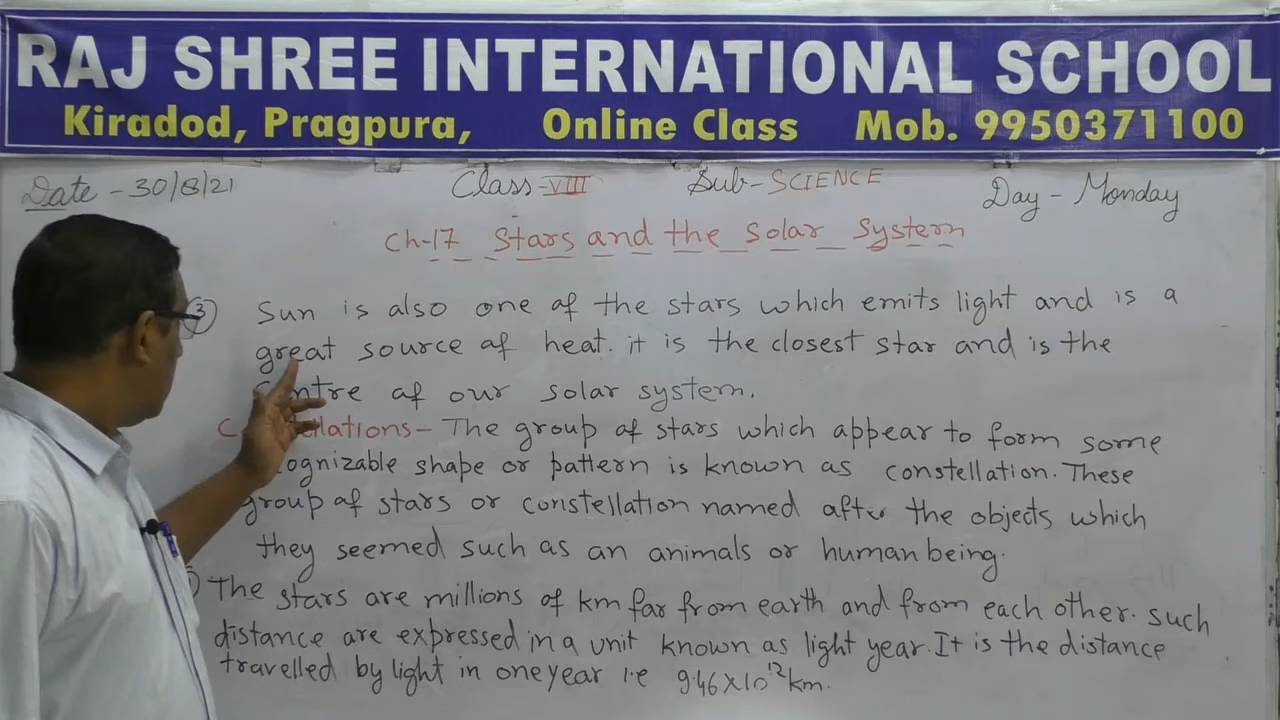 RAJ SHREE INTERNATIONAL SCHOOL
Kiradod, Pragpura, Online Class Mob. 9950371100
Date - 30/8/21 Class-VIII Sub-SCIENCE Day - Monday
Ch-17 Stars and the Solar System
3 Sun is also one of the stars which emits light and is a
great source of heat. it is the closest star and is the
of our solar system.
The group of stars which appear to form some
shape or pattern is known as constellation. These
group of stars or constellation named after the objects which
they seemed such as an animals or human being.
The stars are millions of km far from earth and from each other. such
distance are expressed in a unit known as light year. It is the distance
travelled by light in one year i.e 9.46 x 10¹² km.